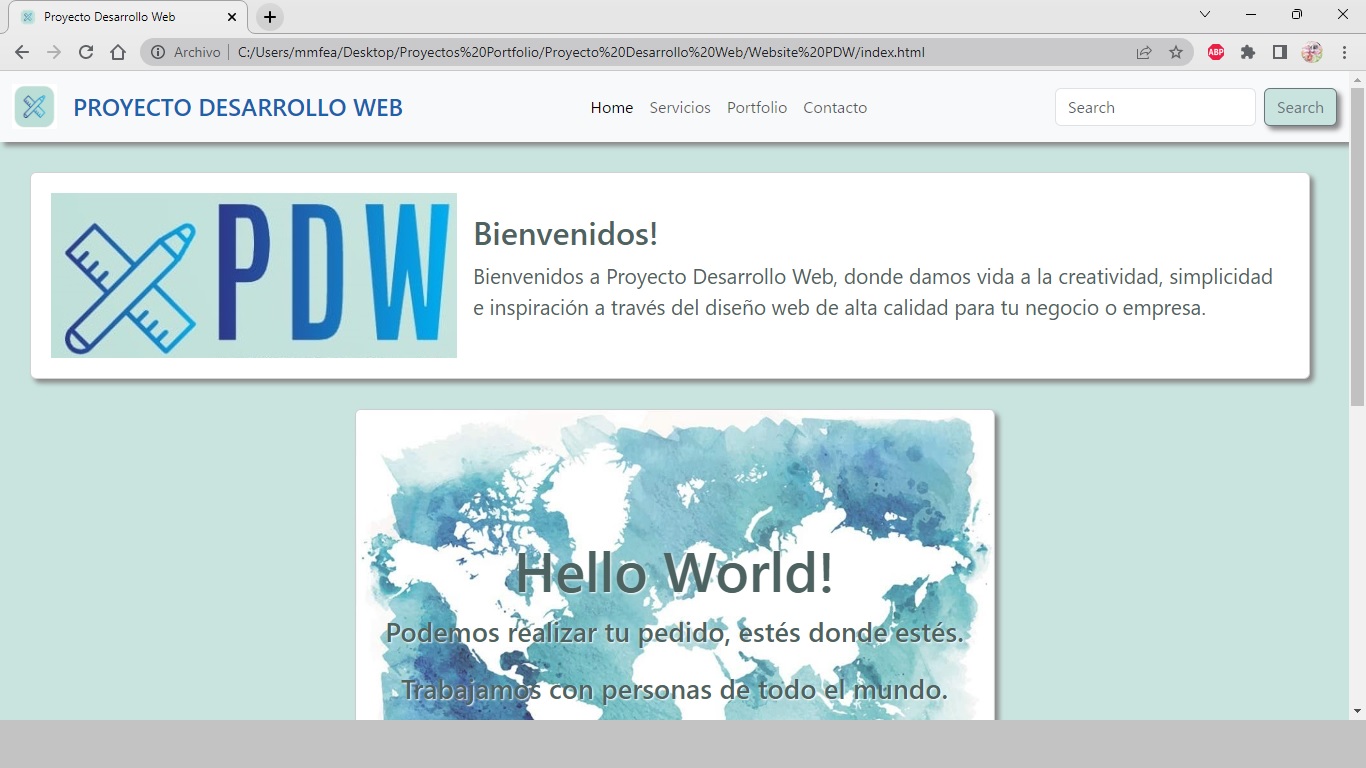 Proyecto Desarrollo Web
Archivo C:/Users/mmfea/Desktop/Proyectos%20Portfolio/Proyecto%20Desarrollo%20Web/Website%20PDW/index.html
ABP
PROYECTO DESARROLLO WEB Home Servicios Portfolio Contacto Search Search
PDW
Bienvenidos!
Bienvenidos a Proyecto Desarrollo Web, donde damos vida a la creatividad, simplicidad
e inspiración a través del diseño web de alta calidad para tu negocio o empresa.
Hello World!
Podemos realizar tu pedido, estés donde estés.
Trabajamos con personas de todo el mundo.